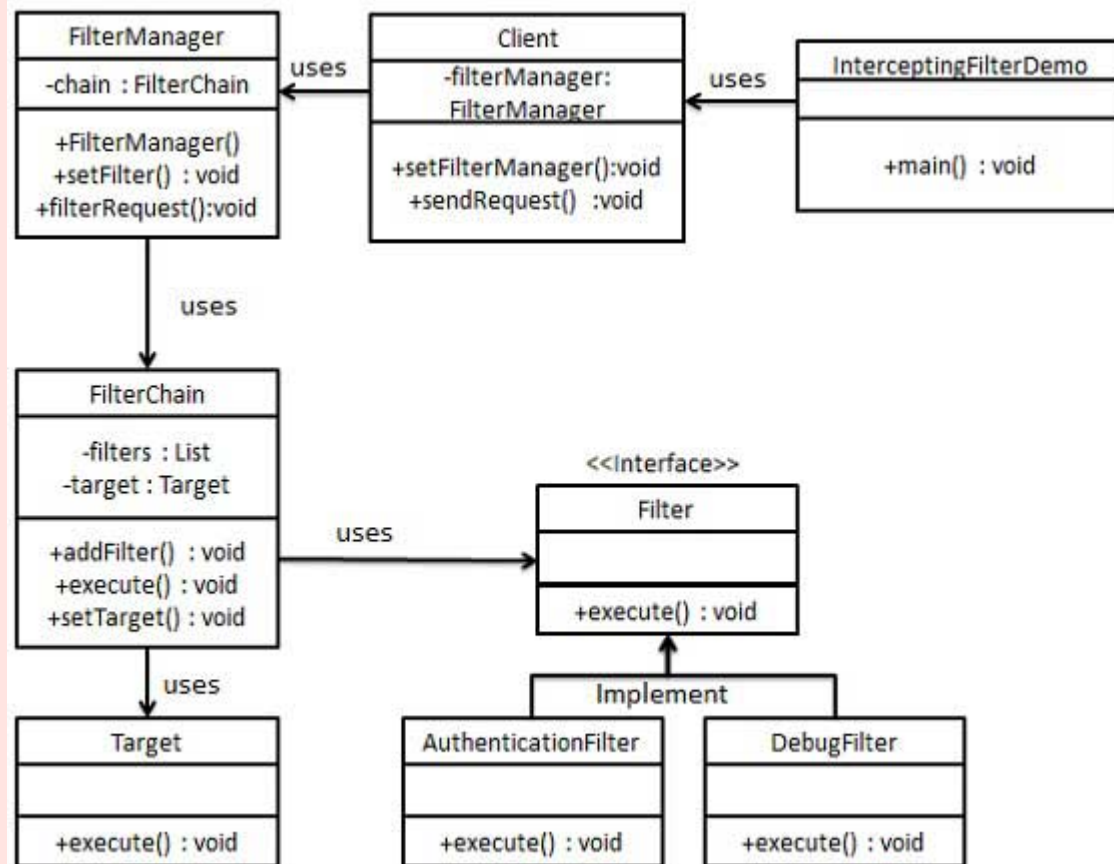 FilterManager
-chain : FilterChain
+FilterManager()
+setFilter() : void
+filterRequest():void
uses
Client
-filterManager:
FilterManager
+setFilterManager():void
+sendRequest() :void
uses
InterceptingFilterDemo
+main() : void
uses
FilterChain
-filters : List
-target : Target
+addFilter() : void
+execute() : void
+setTarget() : void
uses
<<Interface>>
Filter
+execute() : void
uses
Implement
Target
+execute() : void
AuthenticationFilter
+execute() : void
DebugFilter
+execute() : void